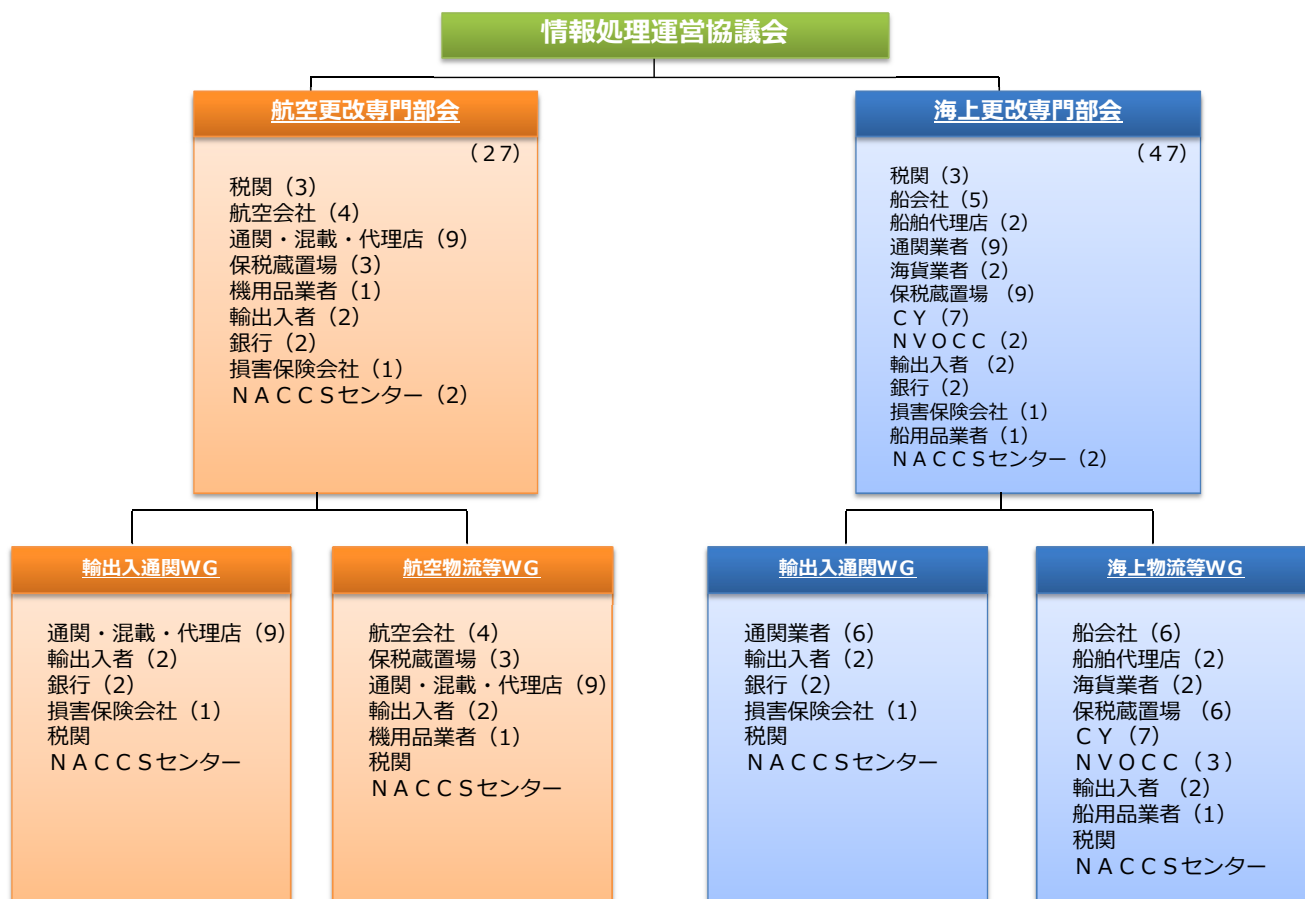 情報処理運営協議会
航空更改専門部会
（２７）
税関（3）
航空会社（4）
通関・混載・代理店（9）
保税蔵置場（3）
機用品業者（1）
輸出入者（2）
銀行（2）
損害保険会社（1）
ＮＡＣＣＳセンター（2）
海上更改専門部会
（４７）
税関（3）
船会社（5）
船舶代理店（2）
通関業者（9）
海貨業者（2）
保税蔵置場 （9）
ＣＹ（7）
ＮＶＯＣＣ（2）
輸出入者 （2）
銀行（2）
損害保険会社（1）
船用品業者（1）
ＮＡＣＣＳセンター（2）
輸出入通関ＷＧ
通関・混載・代理店（9）
輸出入者（2）
銀行（2）
損害保険会社（1）
税関
ＮＡＣＣＳセンター
航空物流等ＷＧ
航空会社（4）
保税蔵置場（3）
通関・混載・代理店（9）
輸出入者（2）
機用品業者（1）
税関
ＮＡＣＣＳセンター
輸出入通関ＷＧ
通関業者（6）
輸出入者（2）
銀行（2）
損害保険会社（1）
税関
ＮＡＣＣＳセンター
海上物流等ＷＧ
船会社（6）
船舶代理店（2）
海貨業者（2）
保税蔵置場 （6）
ＣＹ（7）
ＮＶＯＣＣ（３）
輸出入者 （2）
船用品業者（1）
税関
ＮＡＣＣＳセンター